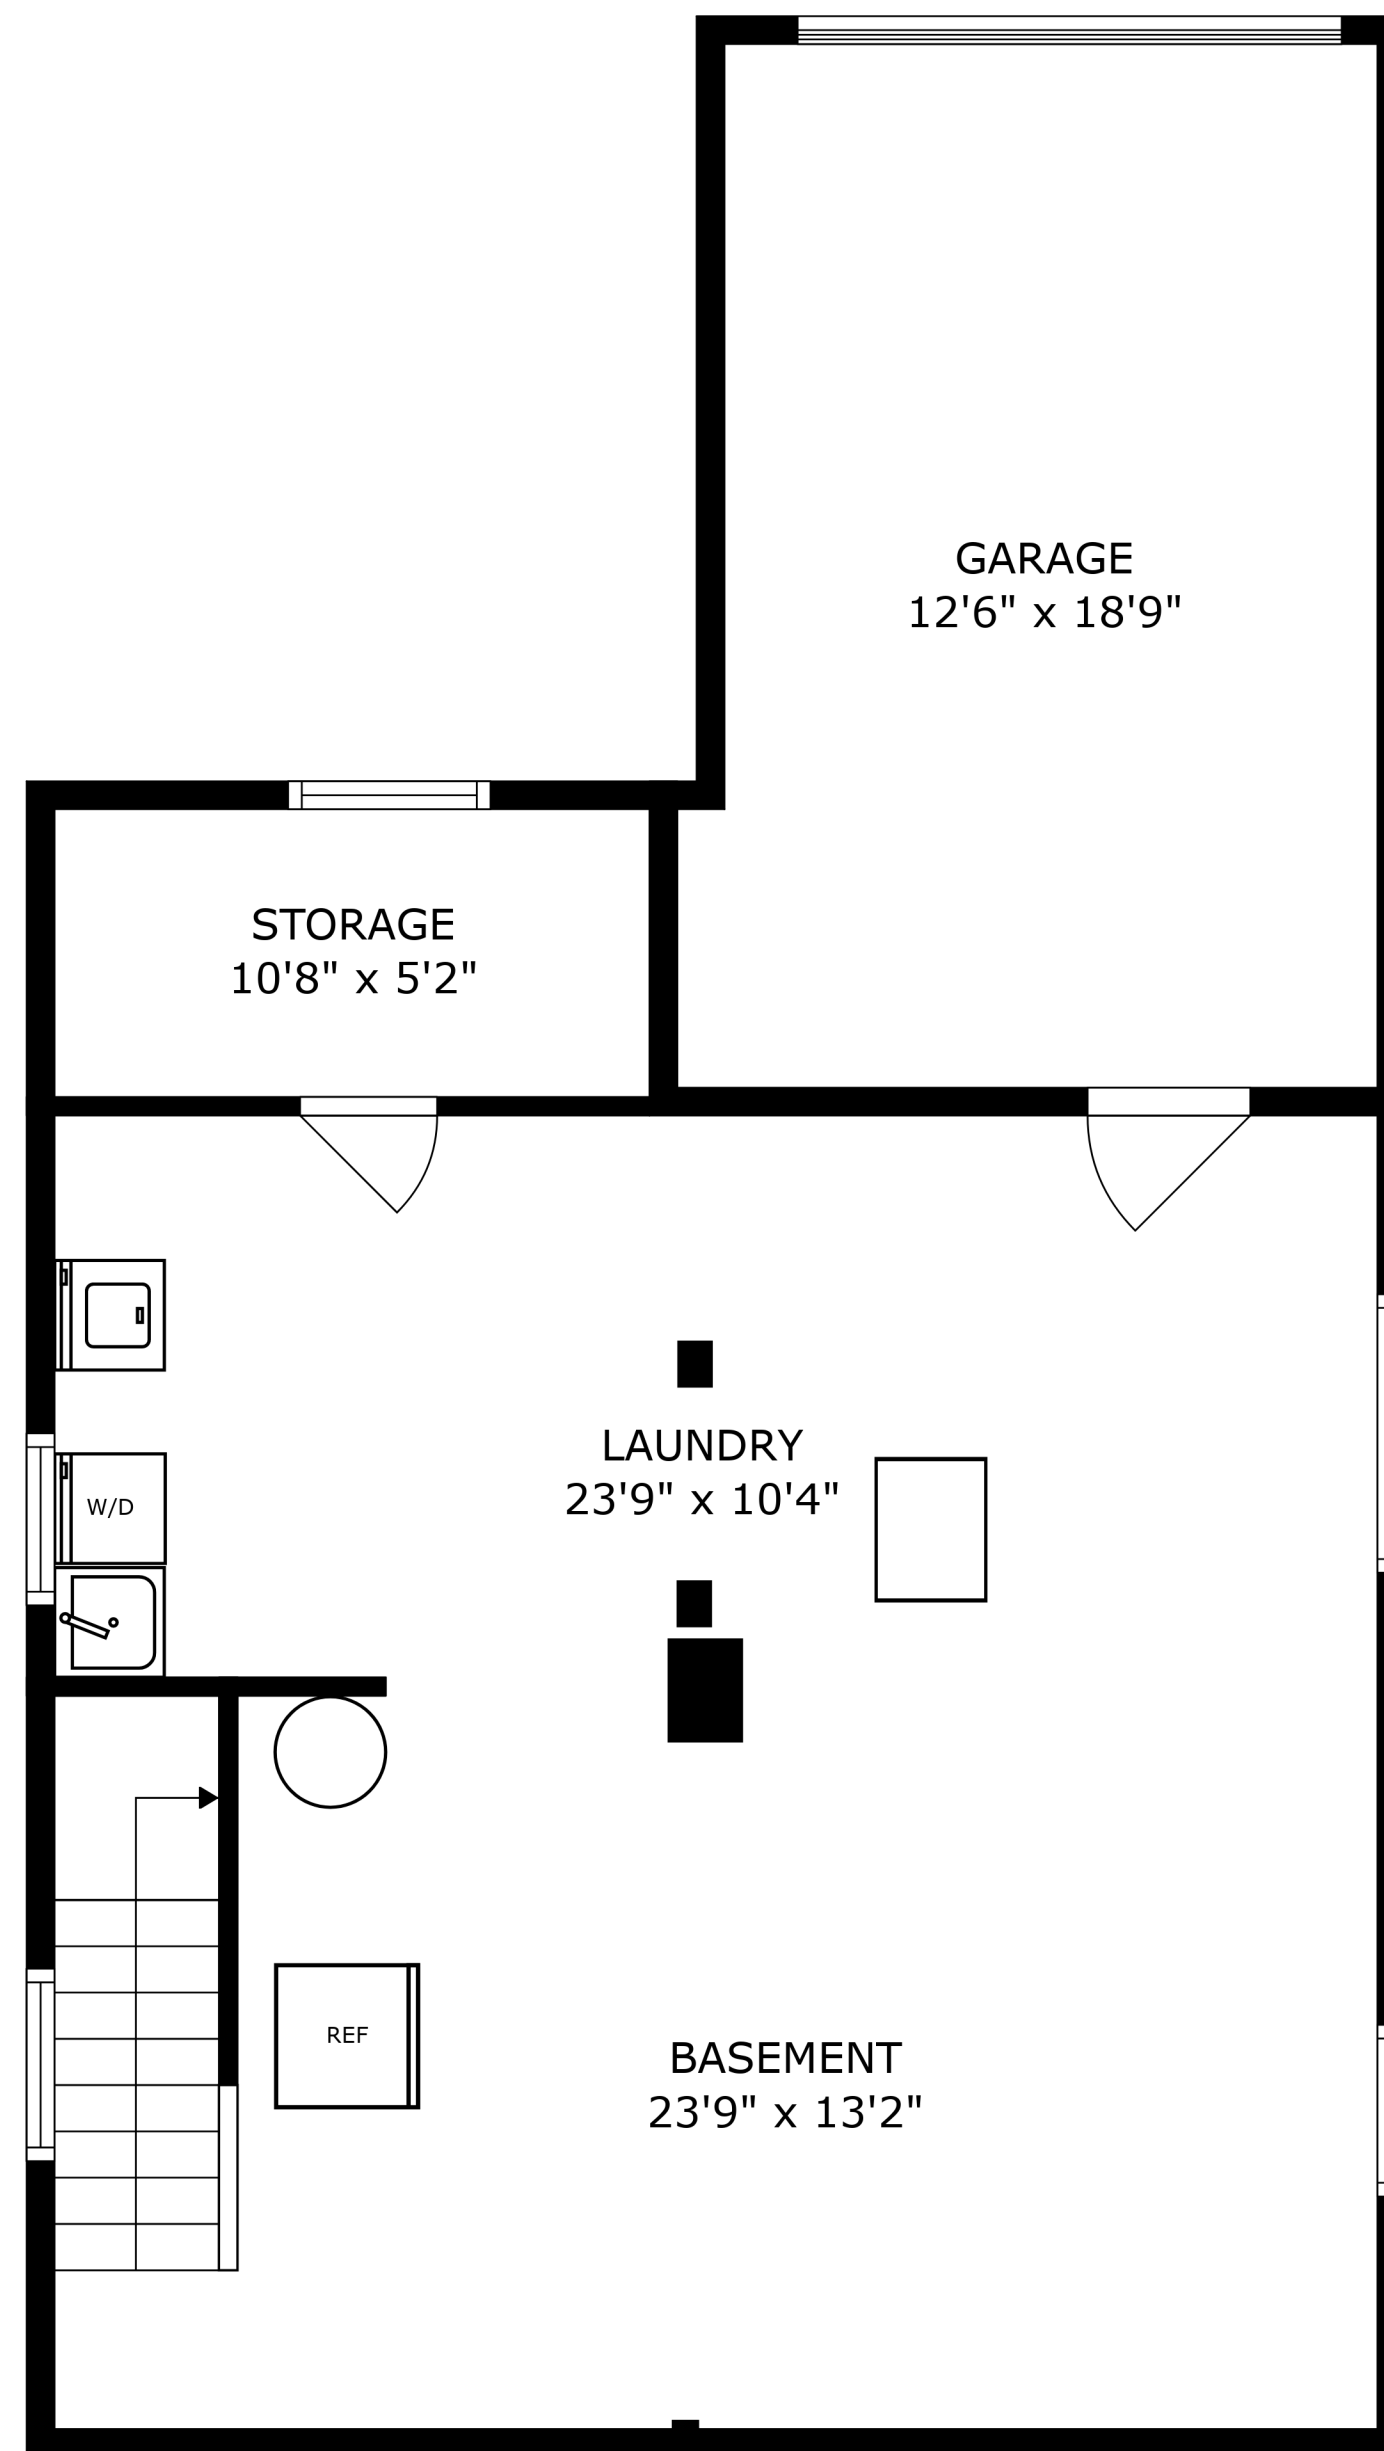 GARAGE
12'6" x 18'9"
STORAGE
10'8" x 5'2"
LAUNDRY
23'9" x 10'4"
W/D
REF
BASEMENT
23'9" x 13'2"